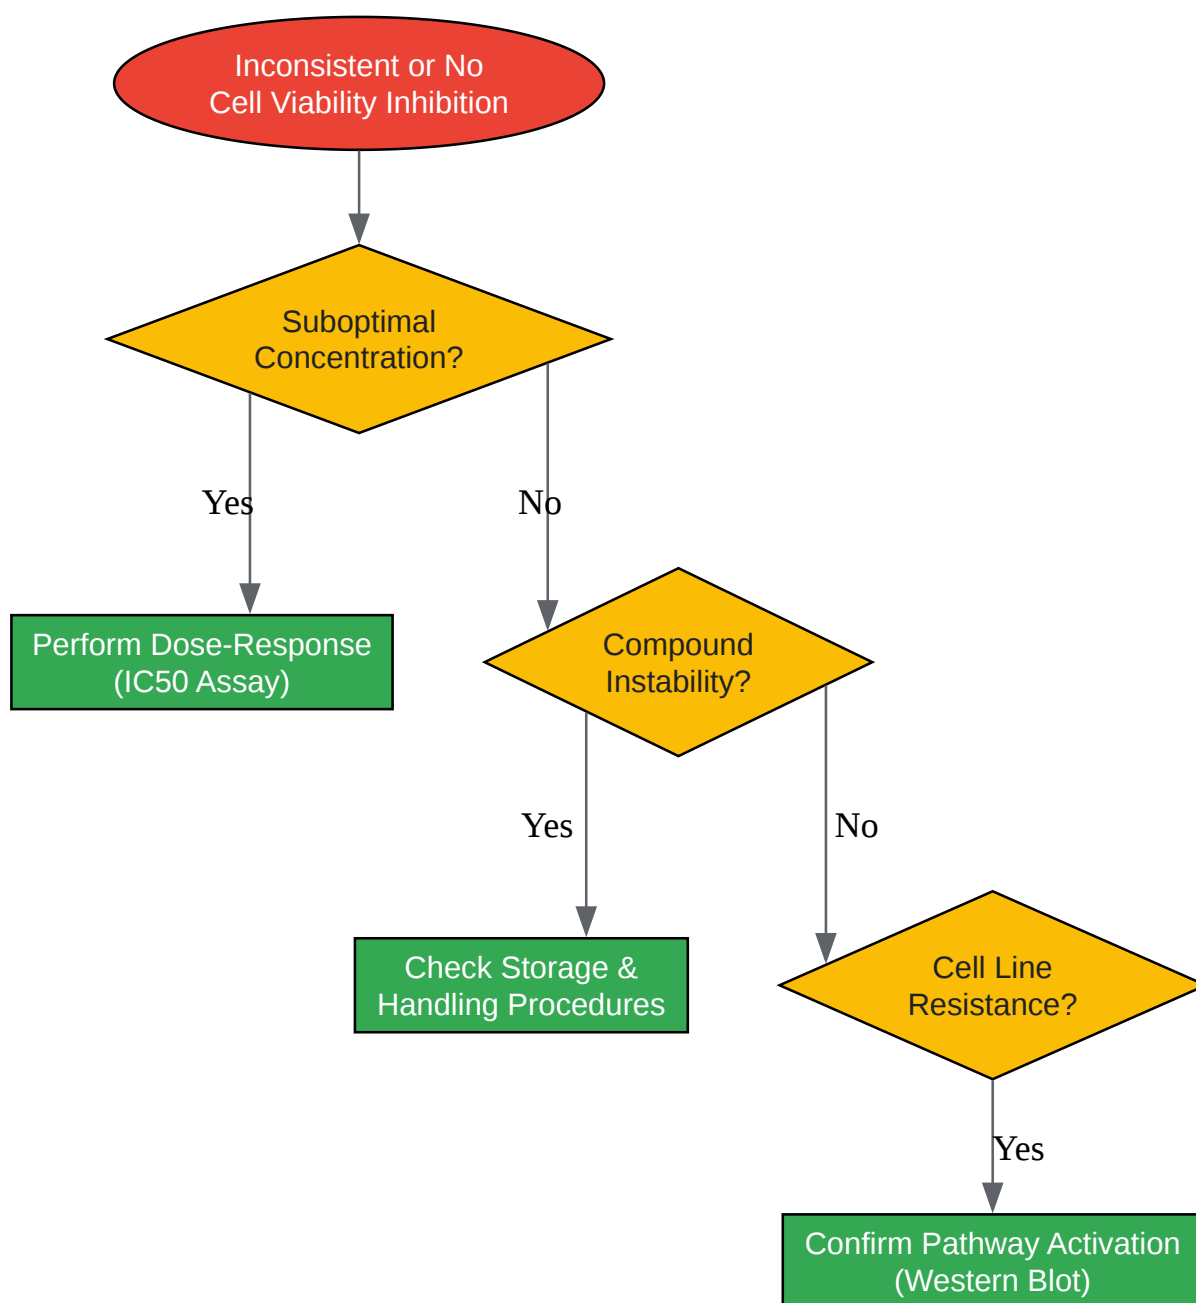 Inconsistent or No
Cell Viability Inhibition
Suboptimal
Concentration?
Yes
No
Perform Dose-Response
(IC50 Assay)
Compound
Instability?
Yes
No
Check Storage &
Handling Procedures
Cell Line
Resistance?
Yes
Confirm Pathway Activation
(Western Blot)